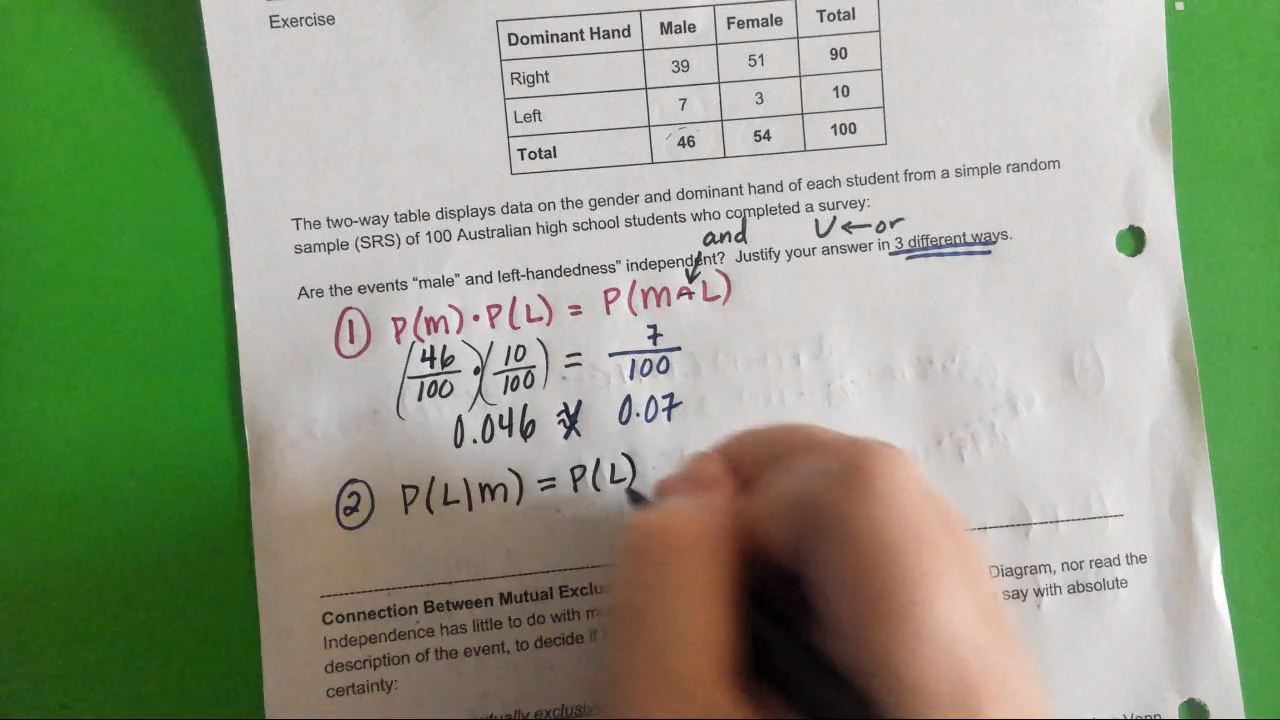 Exercise
Dominant Hand Male Female Total
Right 39 51 90
Left 7 3 10
Total 46 54 100
The two-way table displays data on the gender and dominant hand of each student from a simple random
sample (SRS) of 100 Australian high school students who completed a survey:
and U ← or
Are the events “male” and left-handedness” independent? Justify your answer in 3 different ways.
① P(M) · P(L) = P(M ∩ L)
(46/100) · (10/100) = 7/100
0.046 ≠ 0.07
② P(L|M) = P(L)
Connection Between Mutual Exclu
Diagram, nor read the
Independence has little to do with m
say with absolute
description of the event, to decide if
certainty: